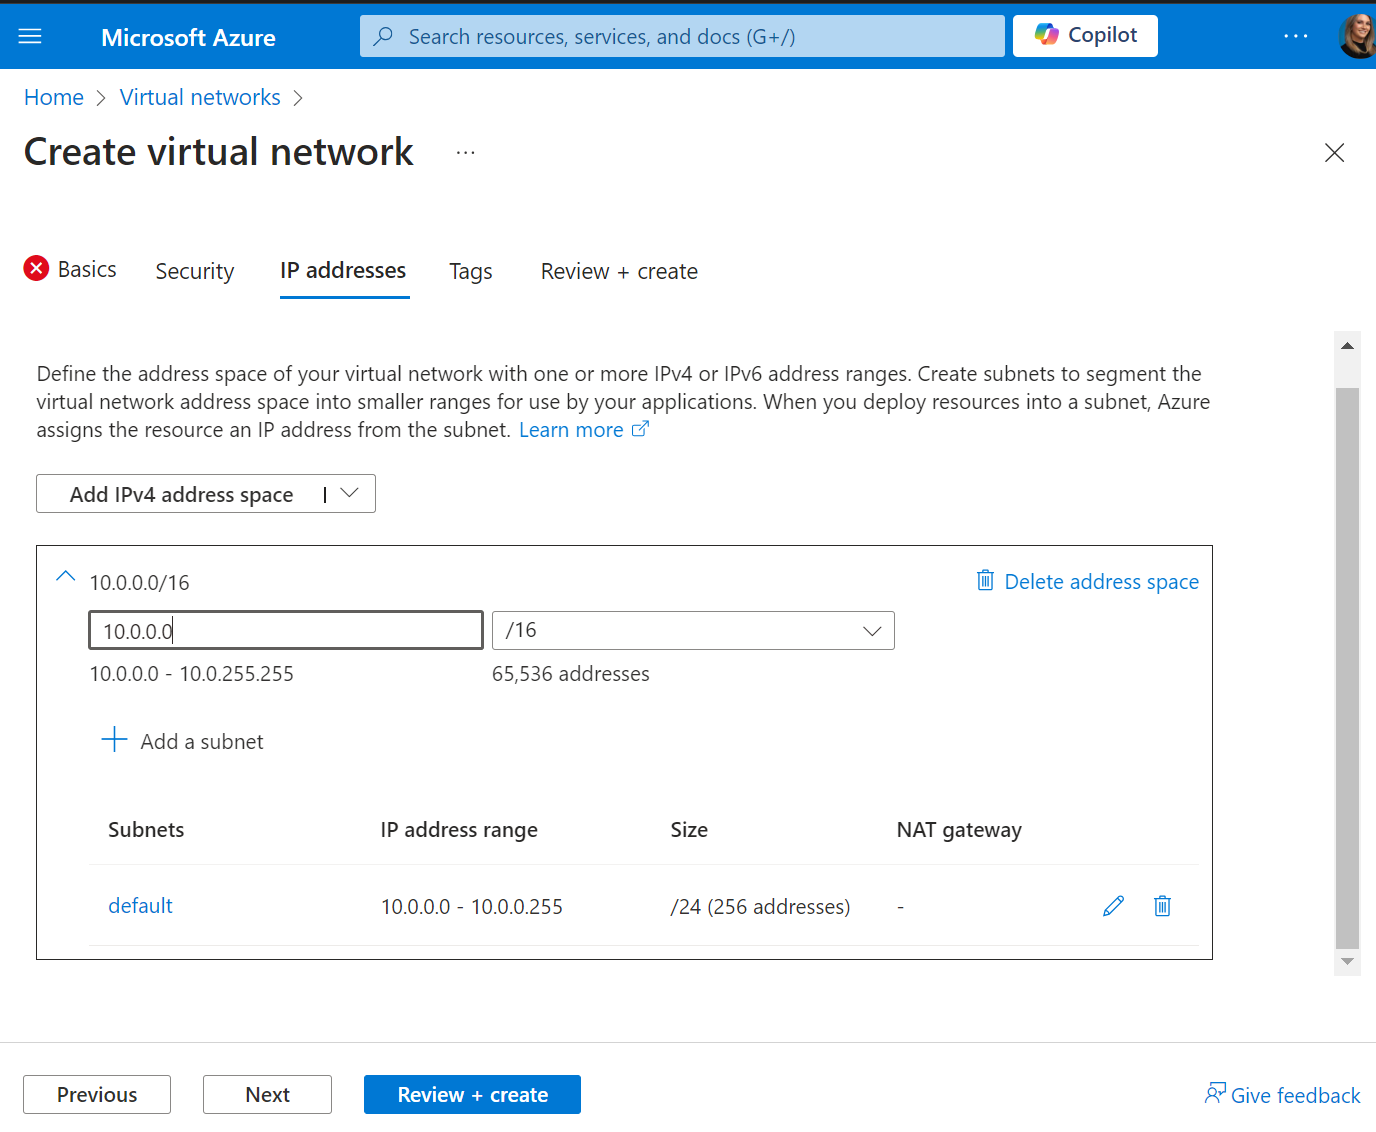 Microsoft Azure
Search resources, services, and docs (G+/)
Copilot
Home
Virtual networks
Create virtual network
Basics
Security
IP addresses
Tags
Review + create
Define the address space of your virtual network with one or more IPv4 or IPv6 address ranges. Create subnets to segment the
virtual network address space into smaller ranges for use by your applications. When you deploy resources into a subnet, Azure
assigns the resource an IP address from the subnet. Learn more
Add IPv4 address space
10.0.0.0/16
Delete address space
10.0.0.0
/16
10.0.0.0 - 10.0.255.255
65,536 addresses
Add a subnet
Subnets
IP address range
Size
NAT gateway
default
10.0.0.0 - 10.0.0.255
/24 (256 addresses)
-
Previous
Next
Review + create
Give feedback